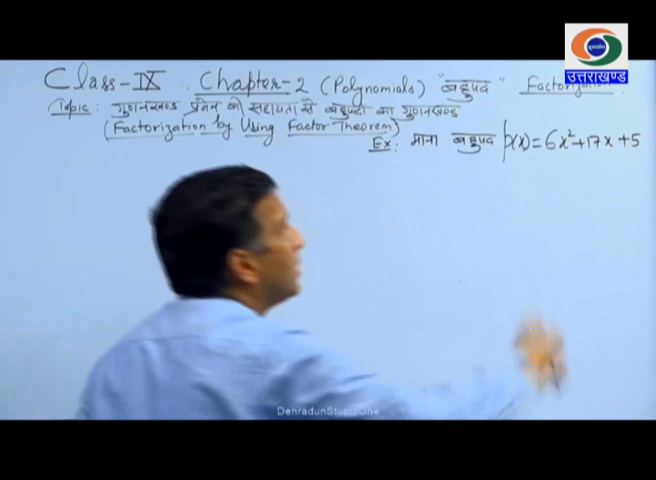 उत्तराखण्ड
Class-IX : Chapter-2 (Polynomials) "बहुपद" Factorization
Topic : गुणनखण्ड प्रमेय की सहायता से बहुपदों का गुणनखण्ड
(Factorization by Using Factor Theorem)
Ex: माना बहुपद p(x)=6x²+17x+5
DehradunStudioOne